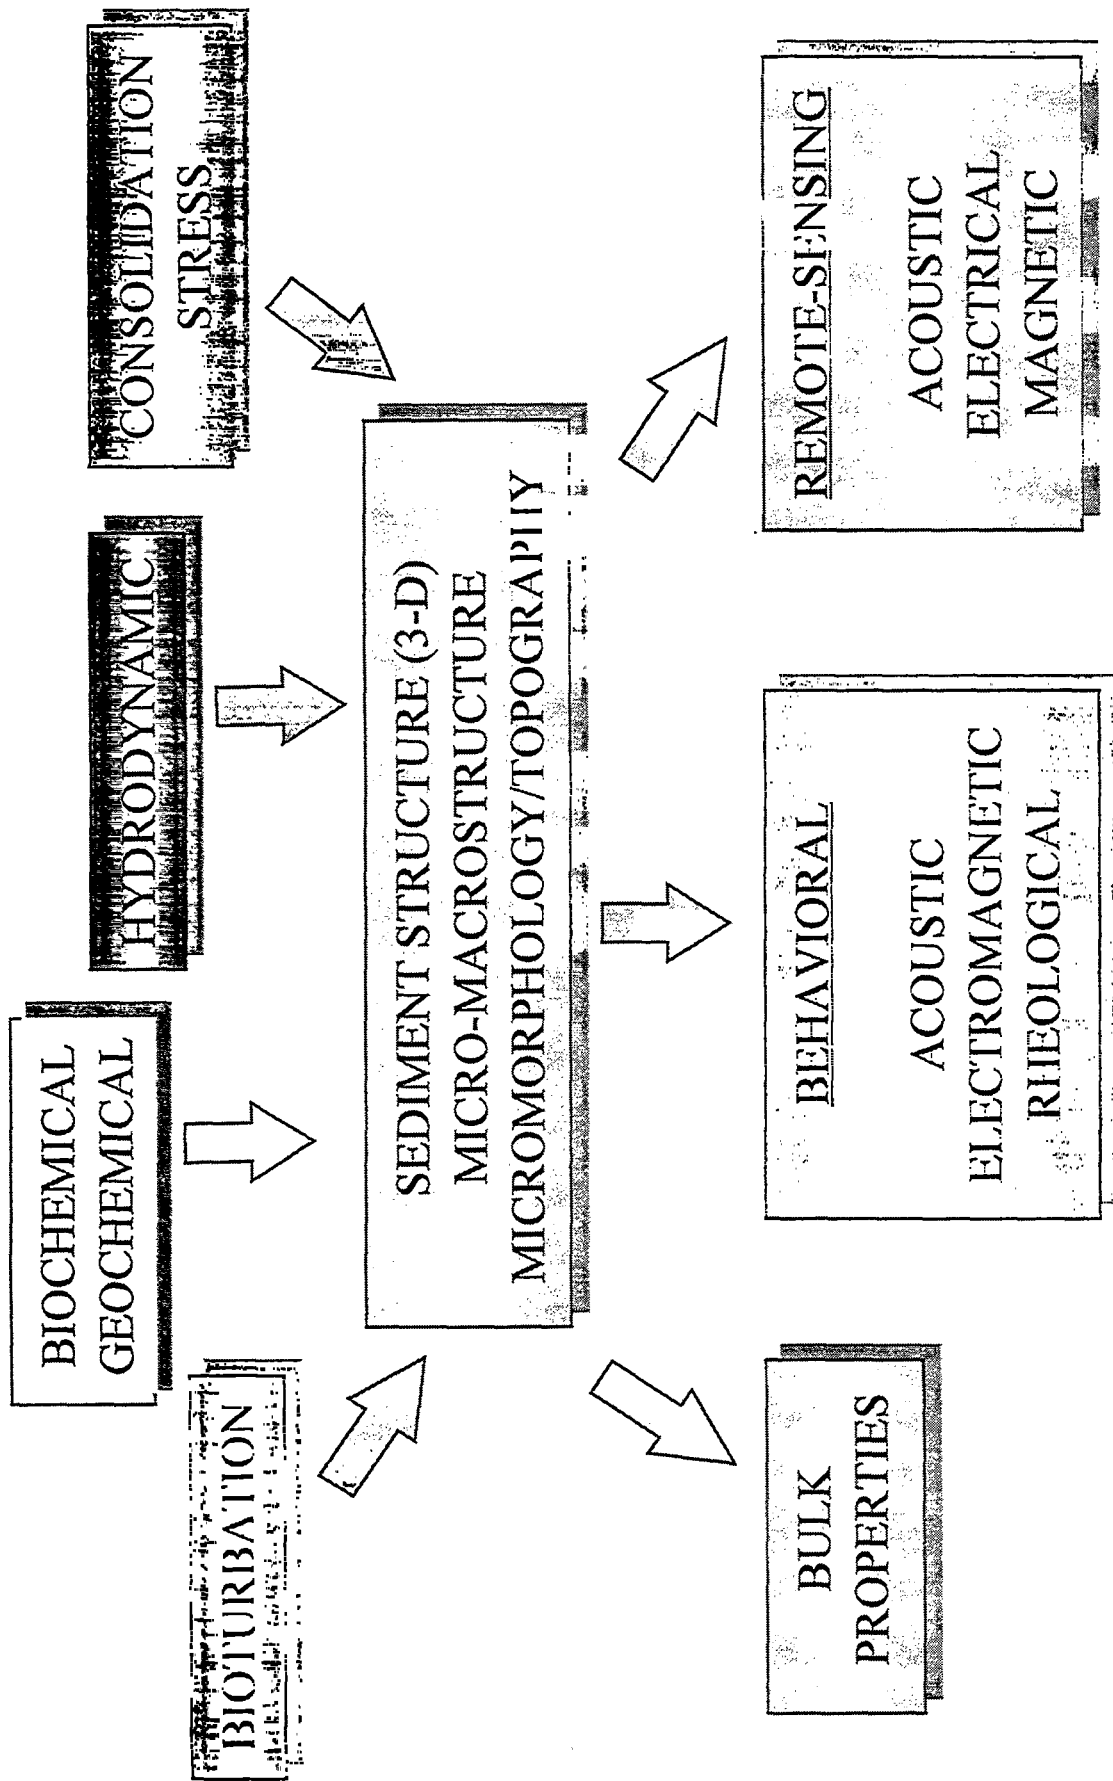 BIOTURBATION
BIOCHEMICAL
GEOCHEMICAL
HYDRODYNAMIC
CONSOLIDATION
STRESS
SEDIMENT STRUCTURE (3-D)
MICRO-MACROSTRUCTURE
MICROMORPHOLOGY/TOPOGRAPHY
BULK
PROPERTIES
BEHAVIORAL
ACOUSTIC
ELECTROMAGNETIC
RHEOLOGICAL
REMOTE-SENSING
ACOUSTIC
ELECTRICAL
MAGNETIC